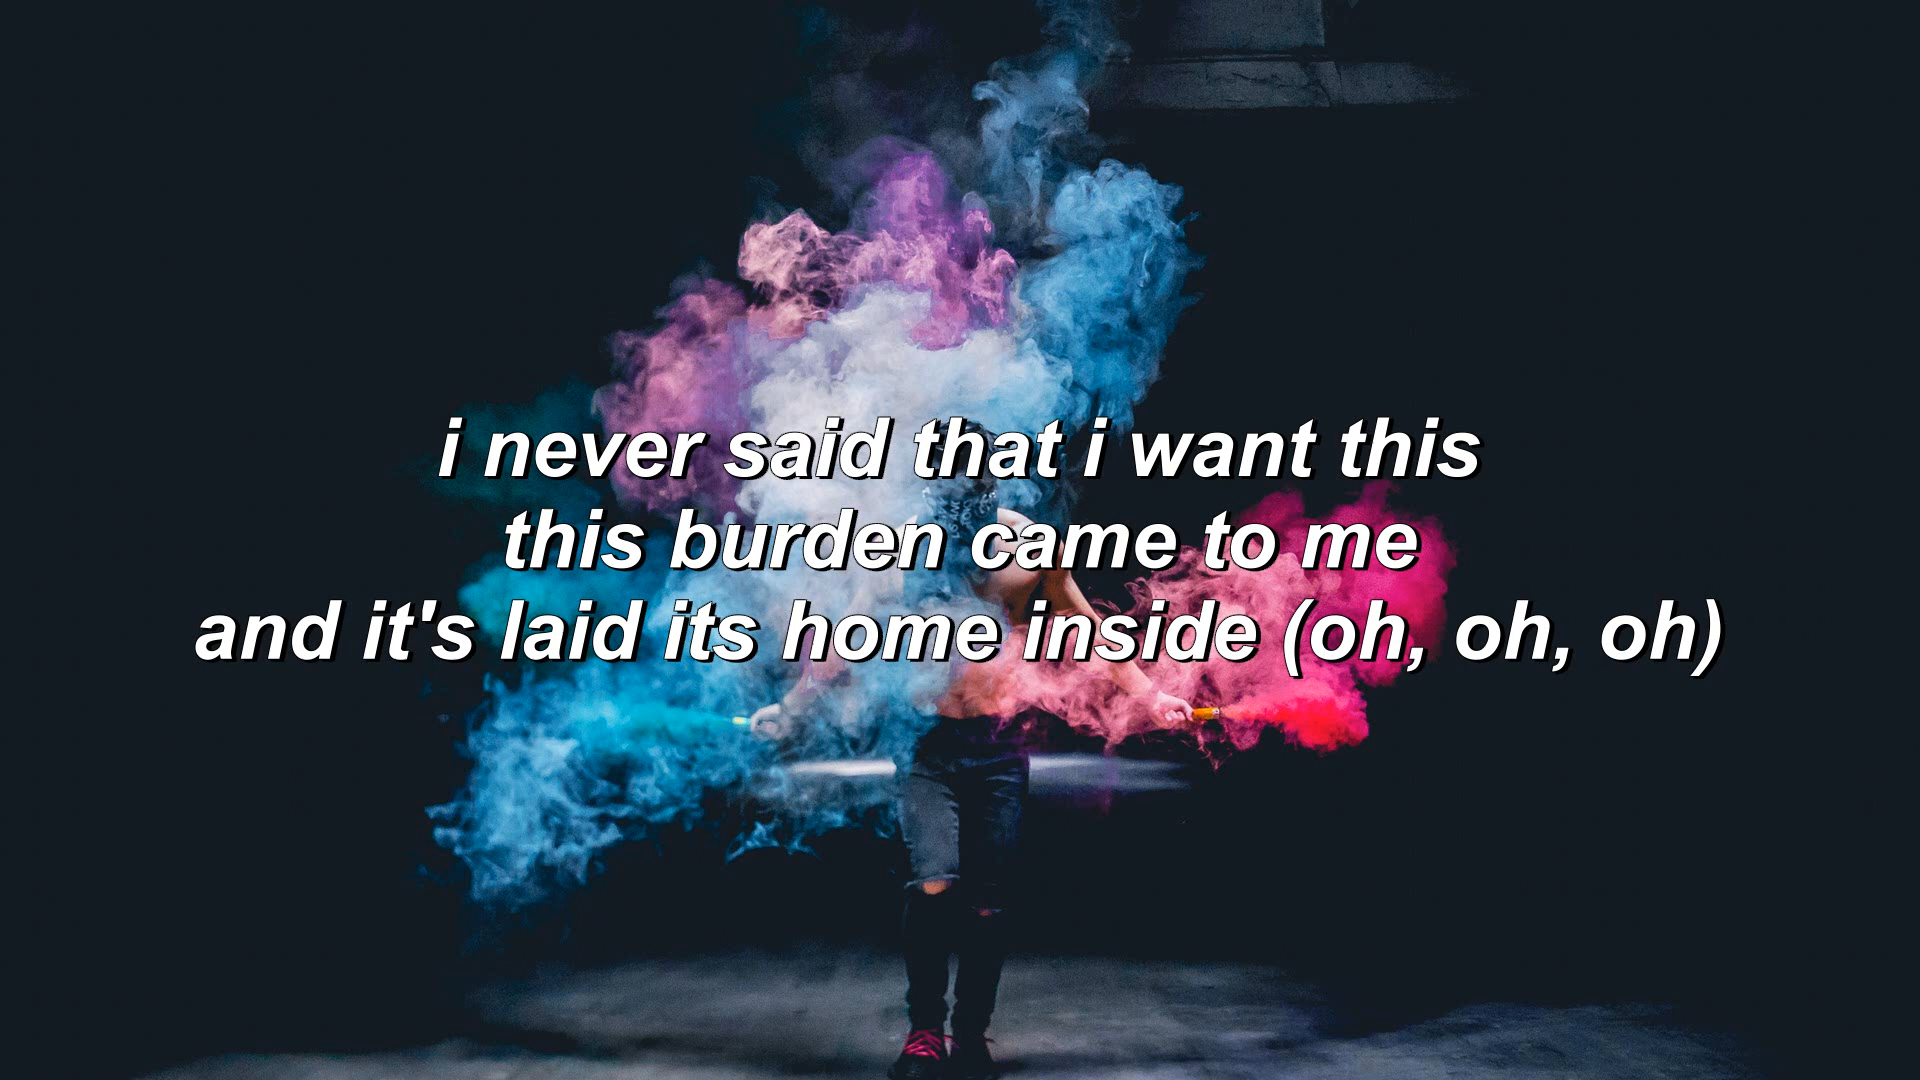 i never said that i want this
this burden came to me
and it's laid its home inside (oh, oh, oh)